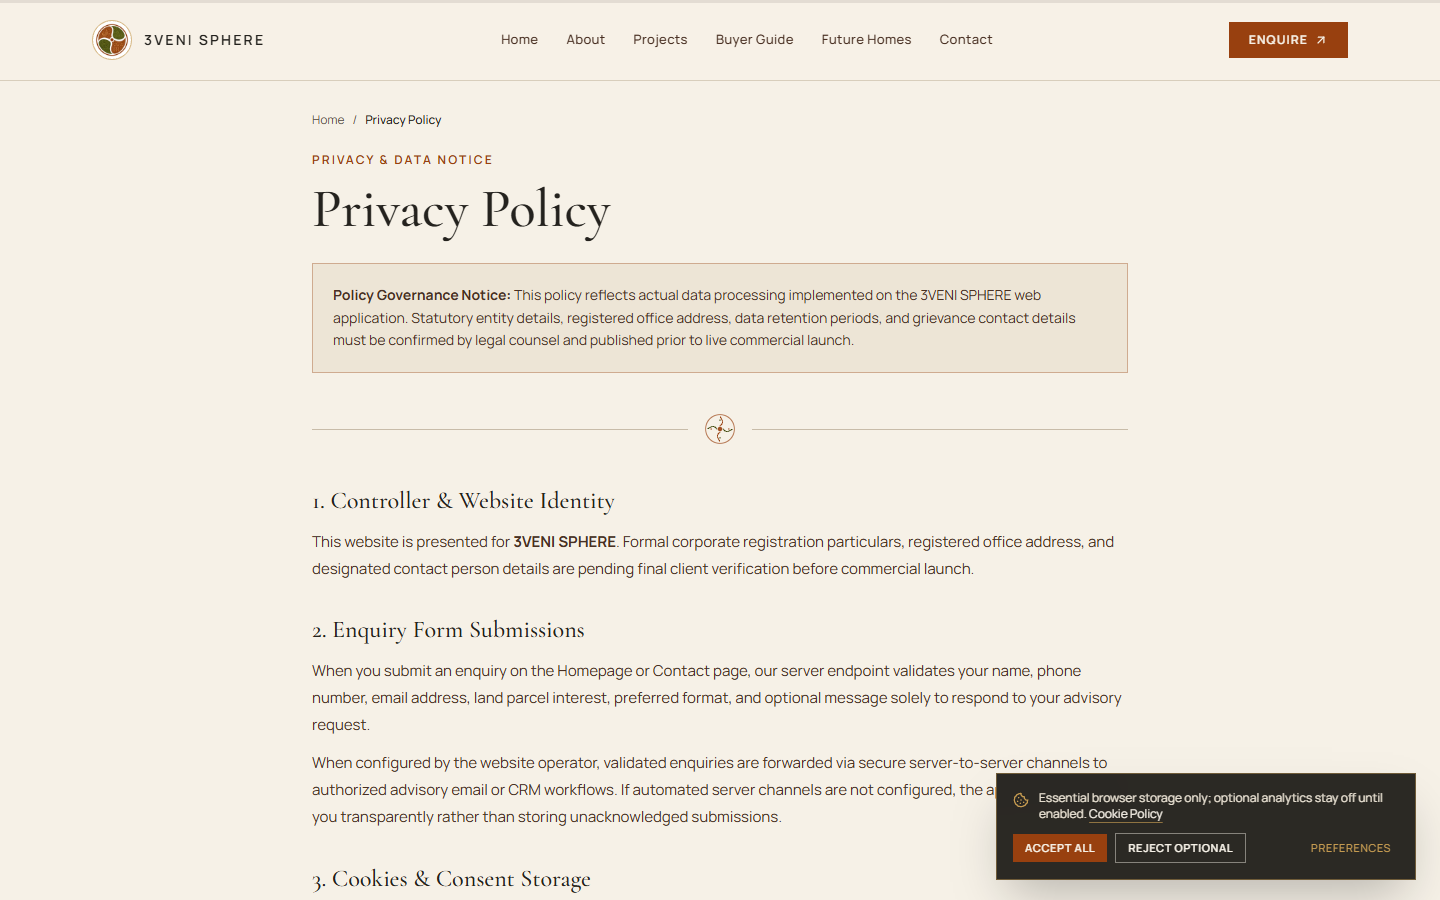 3VENI SPHERE
Home About Projects Buyer Guide Future Homes Contact
ENQUIRE
Home / Privacy Policy
PRIVACY & DATA NOTICE
Privacy Policy
Policy Governance Notice: This policy reflects actual data processing implemented on the 3VENI SPHERE web
application. Statutory entity details, registered office address, data retention periods, and grievance contact details
must be confirmed by legal counsel and published prior to live commercial launch.
1. Controller & Website Identity
This website is presented for 3VENI SPHERE. Formal corporate registration particulars, registered office address, and
designated contact person details are pending final client verification before commercial launch.
2. Enquiry Form Submissions
When you submit an enquiry on the Homepage or Contact page, our server endpoint validates your name, phone
number, email address, land parcel interest, preferred format, and optional message solely to respond to your advisory
request.
When configured by the website operator, validated enquiries are forwarded via secure server-to-server channels to
authorized advisory email or CRM workflows. If automated server channels are not configured, the
you transparently rather than storing unacknowledged submissions.
3. Cookies & Consent Storage
Essential browser storage only; optional analytics stay off until
enabled. Cookie Policy
ACCEPT ALL REJECT OPTIONAL PREFERENCES